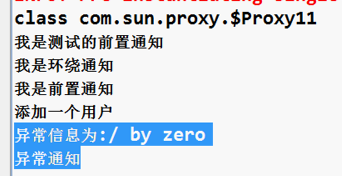 class com.sun.proxy.$Proxy11
我是测试的前置通知
我是环绕通知
我是前置通知
添加一个用户
异常信息为:/ by zero
异常通知